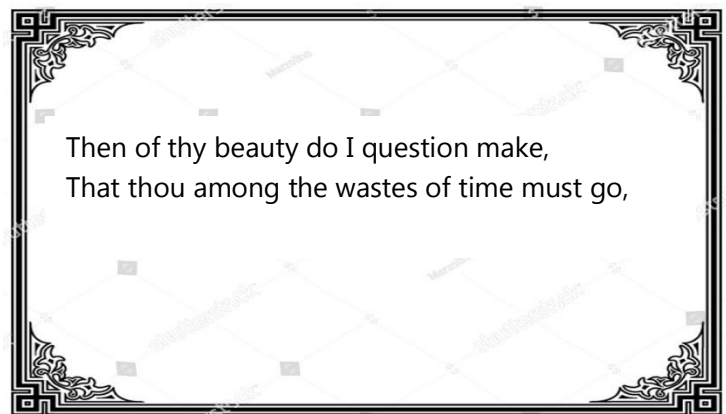 Then of thy beauty do I question make,
That thou among the wastes of time must go,